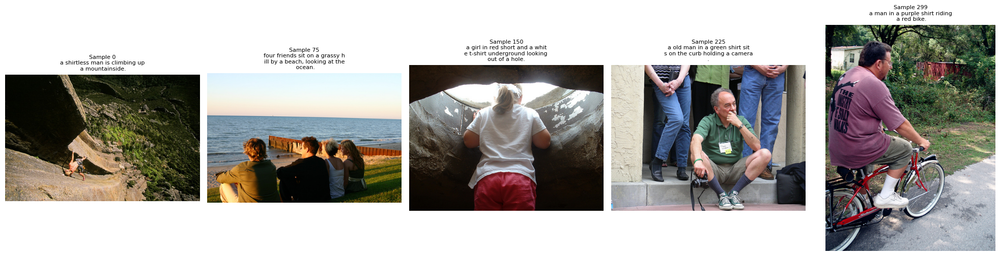 Sample 0
a shirtless man is climbing up
a mountainside.
Sample 75
four friends sit on a grassy h
ill by a beach, looking at the
ocean.
Sample 150
a girl in red short and a whit
e t-shirt underground looking
out of a hole.
Sample 225
a old man in a green shirt sit
s on the curb holding a camera
.
Sample 299
a man in a purple shirt riding
a red bike.
THE
WALKS